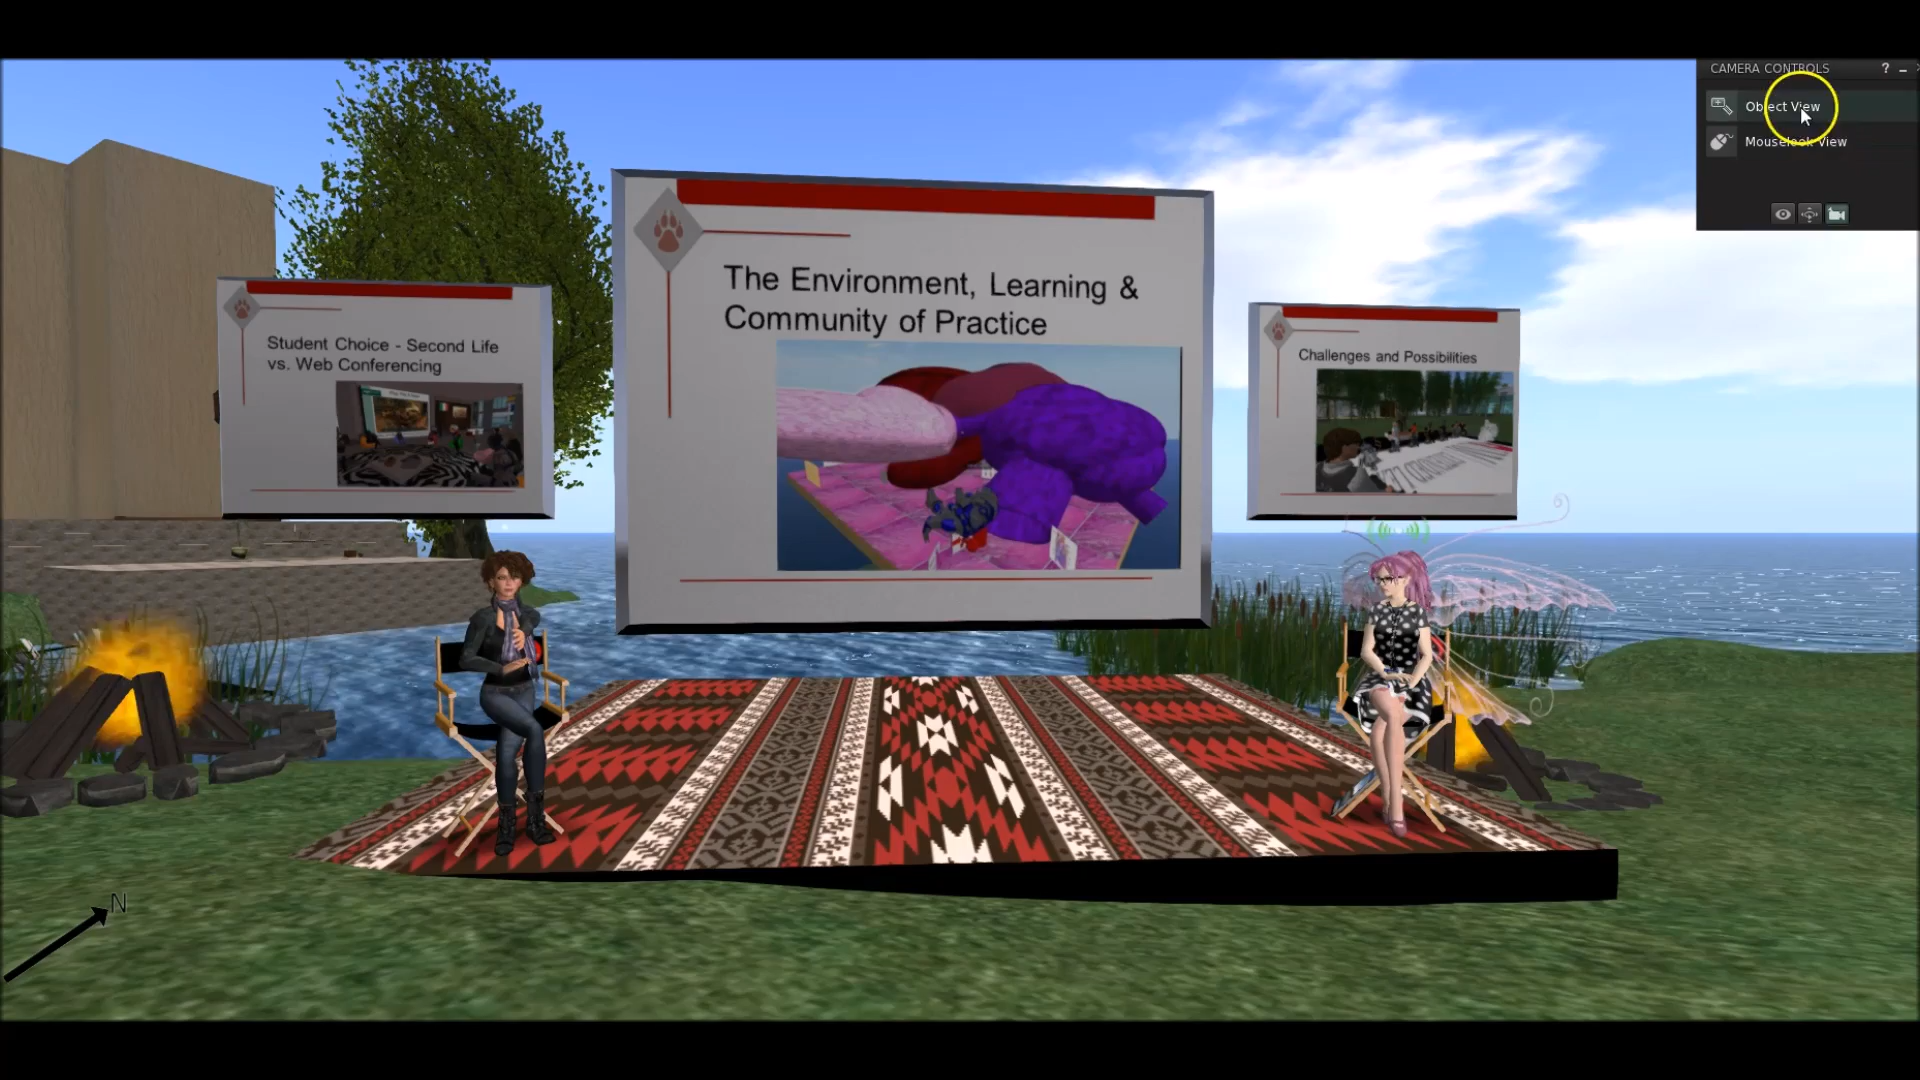 CAMERA CONTROLS ?
Object View
Mouselook View
The Environment, Learning &
Community of Practice
Student Choice - Second Life
vs. Web Conferencing
Challenges and Possibilities
N